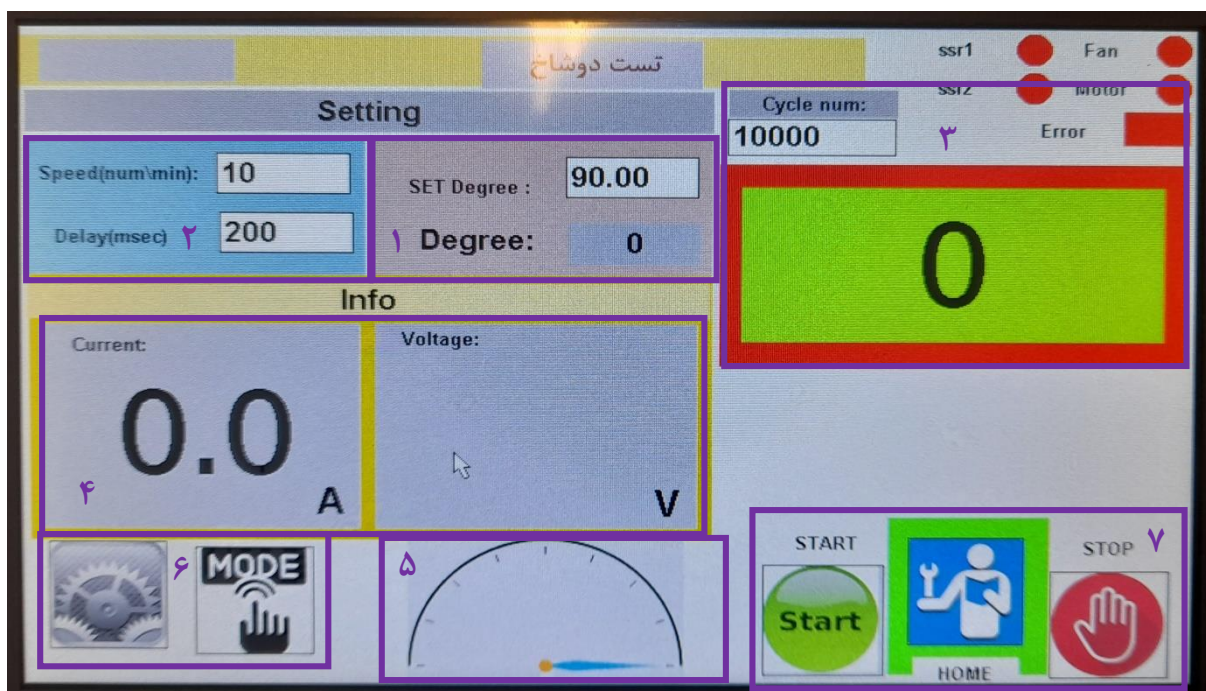 تست دوشاخ
ssr1
Fan
ssr2
Motor
Setting
Cycle num:
10000
۳
Error
Speed(num\min):
10
SET Degree :
90.00
Delay(msec)
۲
200
۱
Degree:
0
0
Info
Current:
Voltage:
0.0
۴
A
V
۶
MODE
۵
START
STOP
۷
Start
HOME